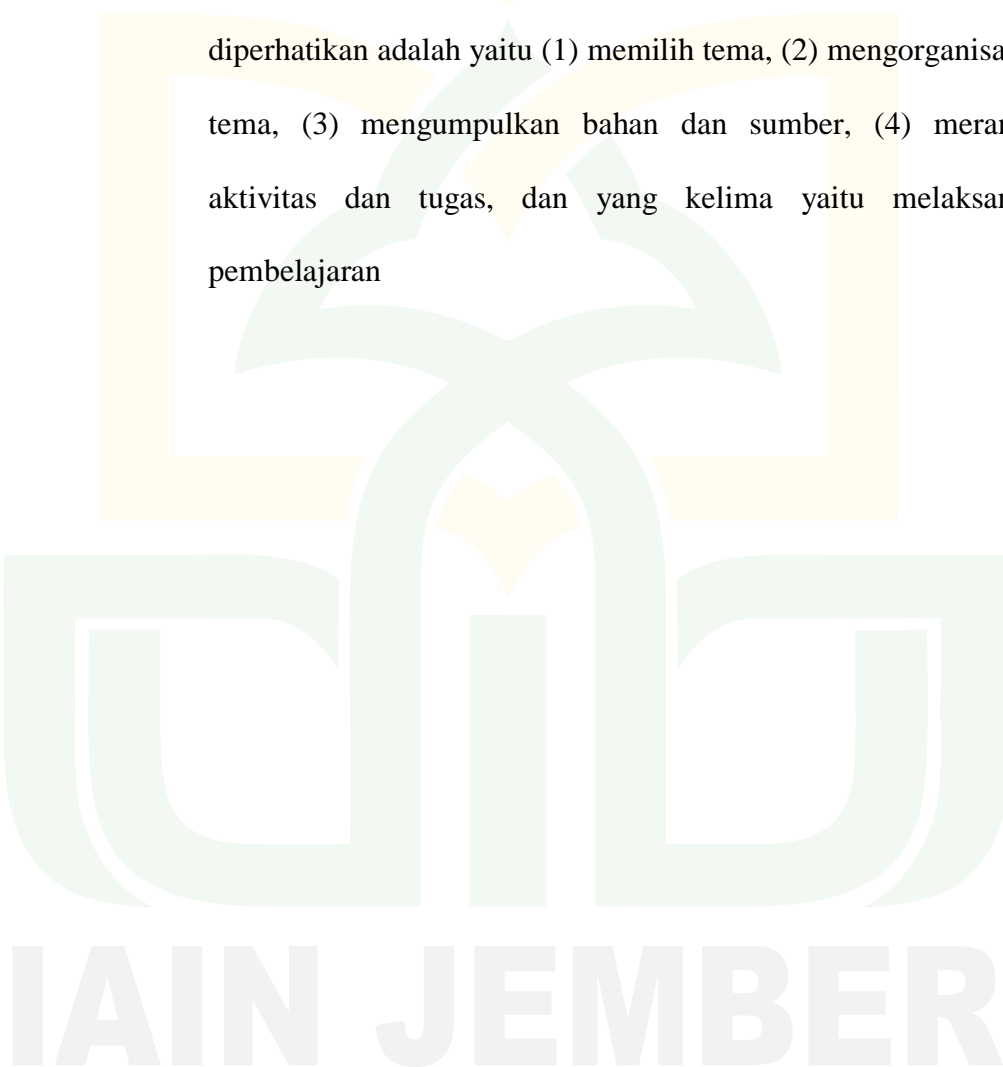 diperhatikan adalah yaitu (1) memilih tema, (2) mengorganisa
tema, (3) mengumpulkan bahan dan sumber, (4) meran
aktivitas dan tugas, dan yang kelima yaitu melaksan
pembelajaran
IAIN JEMBER